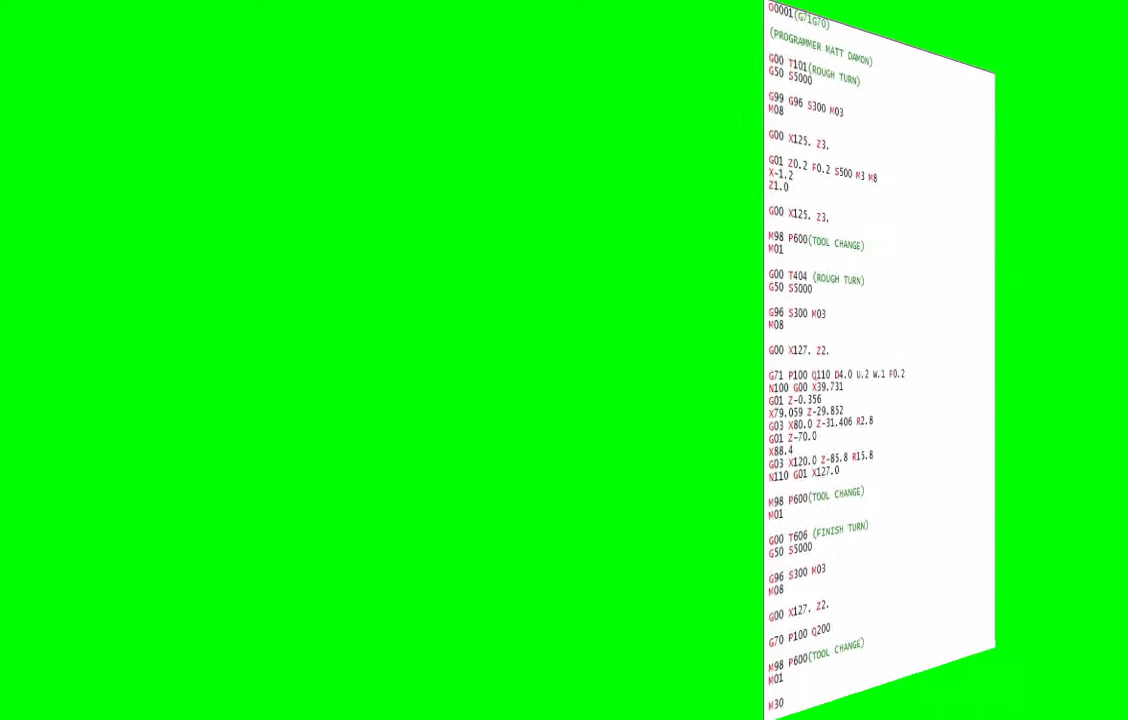 O0001(G71G70)
(PROGRAMMER MATT DAMON)
G00 T101(ROUGH TURN)
G50 S5000
G99 G96 S300 M03
M08
G00 X125. Z3.
G01 Z0.2 F0.2 S500 M3 M8
X-1.2
Z1.0
G00 X125. Z3.
M98 P600(TOOL CHANGE)
M01
G00 T404 (ROUGH TURN)
G50 S5000
G96 S300 M03
M08
G00 X127. Z2.
G71 P100 Q110 D4.0 U.2 W.1 F0.2
N100 G00 X39.731
G01 Z-0.356
X79.059 Z-29.852
G03 X80.0 Z-31.406 R2.8
G01 Z-70.0
X88.4
G03 X120.0 Z-85.8 R15.8
N110 G01 X127.0
M98 P600(TOOL CHANGE)
M01
G00 T606 (FINISH TURN)
G50 S5000
G96 S300 M03
M08
G00 X127. Z2.
G70 P100 Q200
M98 P600(TOOL CHANGE)
M01
M30